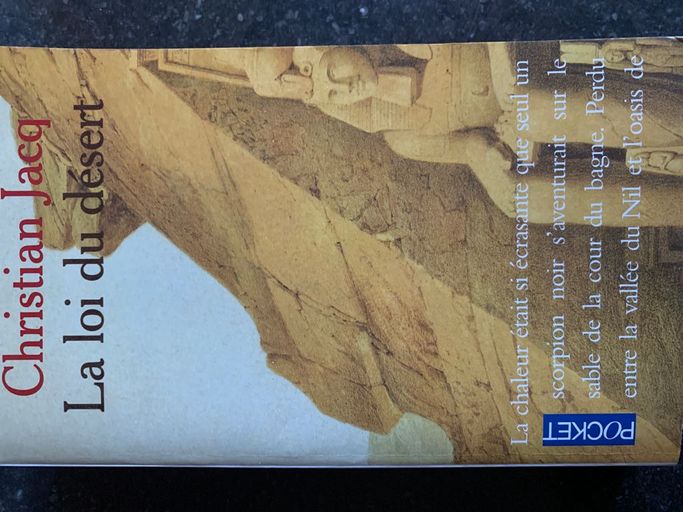 Christian Jacq
La loi du désert
La chaleur était si écrasante que seul un
scorpion noir s'aventurait sur le
sable de la cour du bagne. Perdu
entre la vallée du Nil et l'oasis de
POCKET